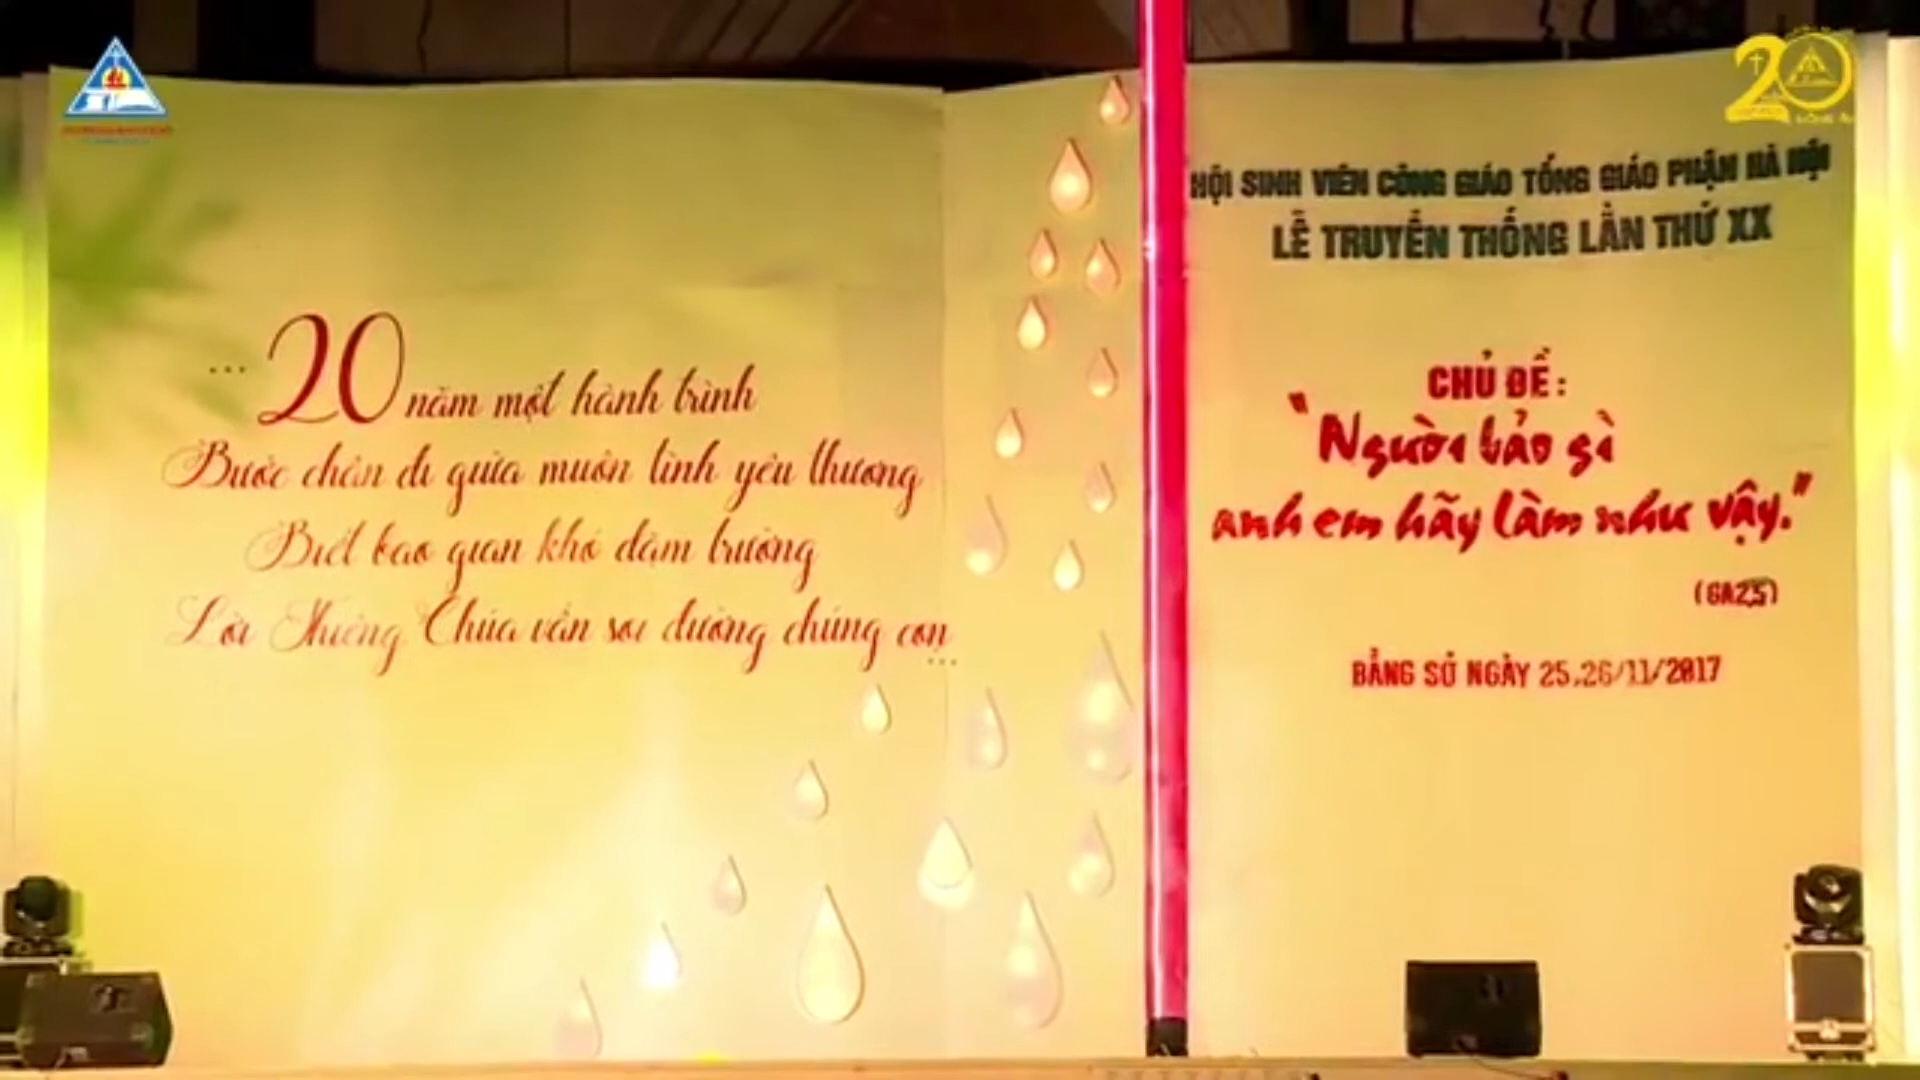 ... 20 năm một hành trình
Bước chân đi giữa muôn tình yêu thương
Biết bao gian khó dặm trường
Lời Thiêng Chúa vẫn soi đường chúng con ...
HỘI SINH VIÊN CÔNG GIÁO TỔNG GIÁO PHẬN HÀ NỘI
LỄ TRUYỀN THỐNG LẦN THỨ XX
CHỦ ĐỀ:
"Người bảo gì
anh em hãy làm như vậy."
(GA2,5)
BẰNG SỞ NGÀY 25,26/11/2017
20